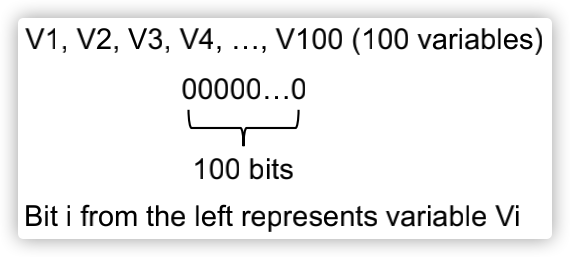 V1, V2, V3, V4, …, V100 (100 variables)
00000…0
100 bits
Bit i from the left represents variable Vi